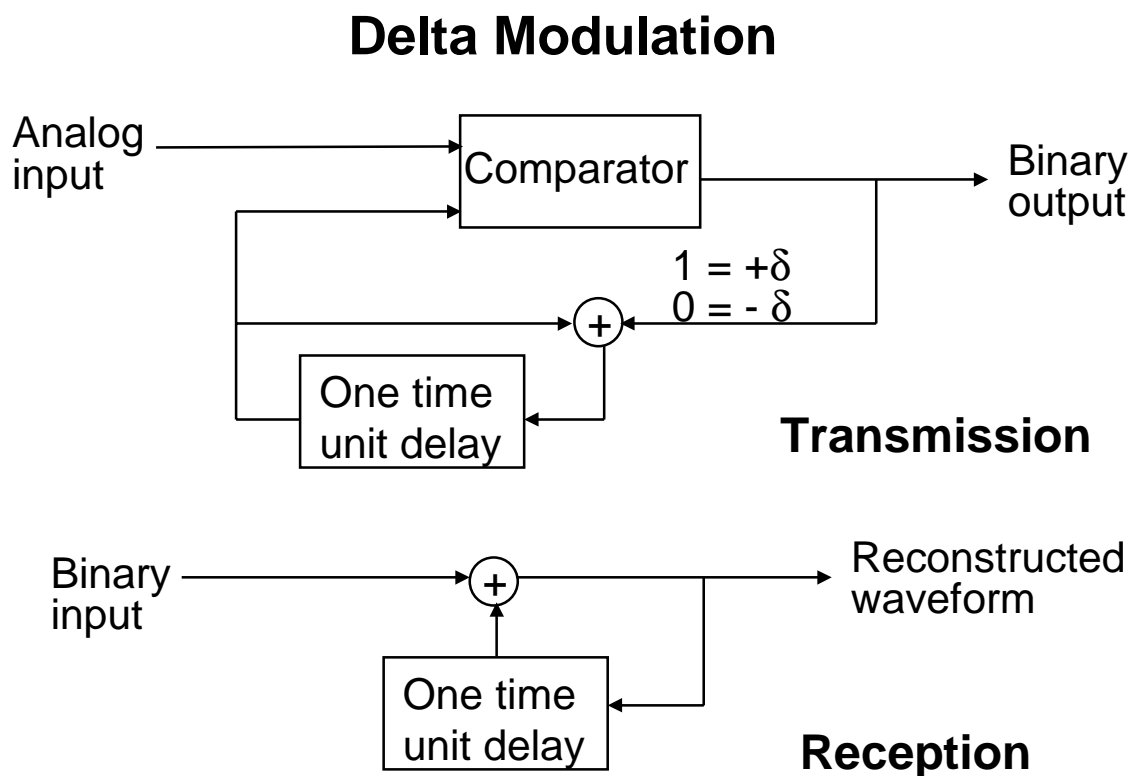 Delta Modulation
Analog
input
Comparator
Binary
output
1 = +δ
0 = - δ
+
One time
unit delay
Transmission
Binary
input
+
Reconstructed
waveform
One time
unit delay
Reception